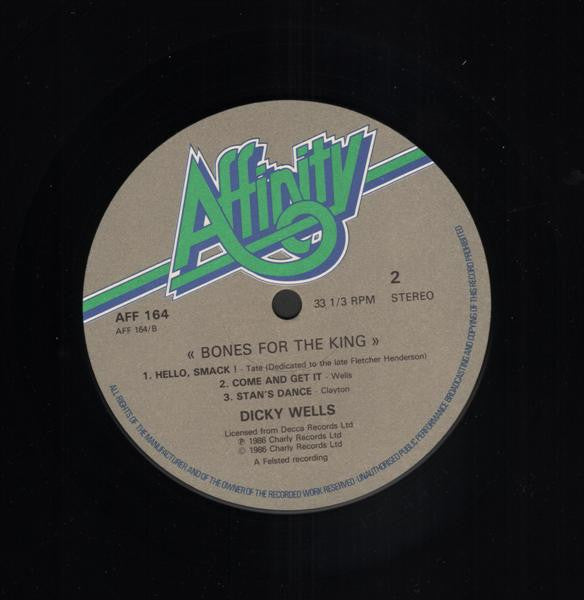 Affinity
2
AFF 164
33 1/3 RPM
STEREO
AFF 164/B
« BONES FOR THE KING »
1. HELLO, SMACK ! - Tate (Dedicated to the late Fletcher Henderson)
2. COME AND GET IT - Wells
3. STAN'S DANCE - Clayton
DICKY WELLS
Licensed from Decca Records Ltd
℗ 1986 Charly Records Ltd
© 1986 Charly Records Ltd
A Felsted recording
ALL RIGHTS OF THE MANUFACTURER AND OF THE OWNER OF THE RECORDED WORK RESERVED · UNAUTHORISED PUBLIC PERFORMANCE BROADCASTING AND COPYING OF THIS RECORD PROHIBITED